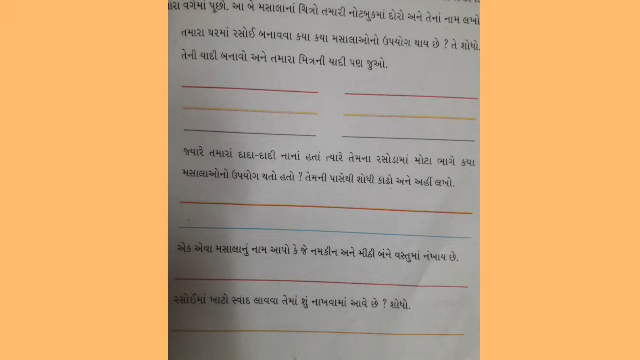 મારા વર્ગમાં પૂછો. આ બે મસાલાનાં ચિત્રો તમારી નોટબુકમાં દોરો અને તેનાં નામ લખો
તમારા ઘરમાં રસોઈ બનાવવા કયા કયા મસાલાઓનો ઉપયોગ થાય છે ? તે શોધો.
તેની યાદી બનાવો અને તમારા મિત્રની યાદી પણ જુઓ.
જ્યારે તમારાં દાદા-દાદી નાનાં હતાં ત્યારે તેમના રસોડામાં મોટા ભાગે કયા
મસાલાઓનો ઉપયોગ થતો હતો ? તેમની પાસેથી શોધી કાઢો અને અહીં લખો.
એક એવા મસાલાનું નામ આપો કે જે નમકીન અને મીઠી બંને વસ્તુમાં નંખાય છે.
રસોઈમાં ખાટો સ્વાદ લાવવા તેમાં શું નાખવામાં આવે છે ? શોધો.